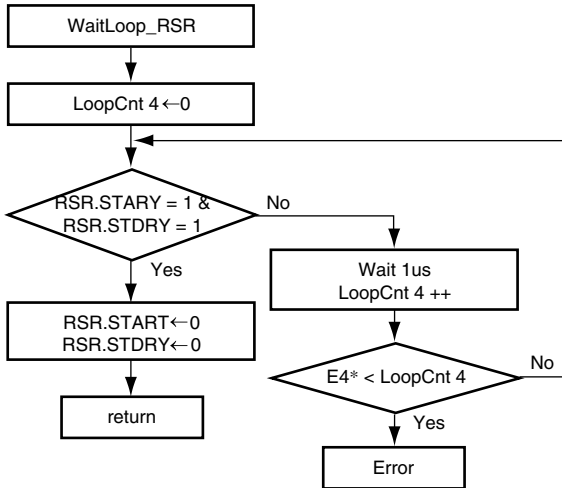 WaitLoop_RSR
LoopCnt 4←0
RSR.STARY = 1 &
RSR.STDRY = 1
No
Yes
Wait 1us
LoopCnt 4 ++
RSR.START←0
RSR.STDRY←0
E4* < LoopCnt 4
No
return
Yes
Error